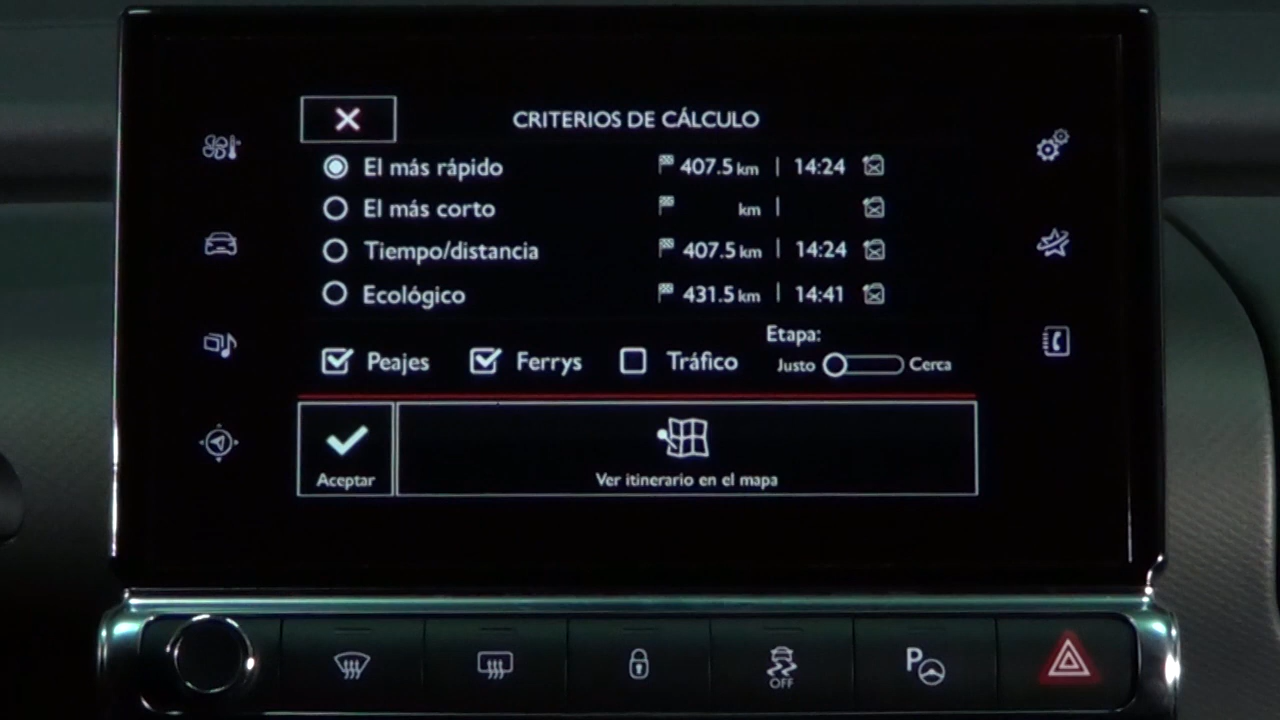 CRITERIOS DE CÁLCULO
El más rápido 407.5 km | 14:24
El más corto km |
Tiempo/distancia 407.5 km | 14:24
Ecológico 431.5 km | 14:41
Etapa:
Peajes Ferrys Tráfico Justo Cerca
Aceptar Ver itinerario en el mapa
P
OFF